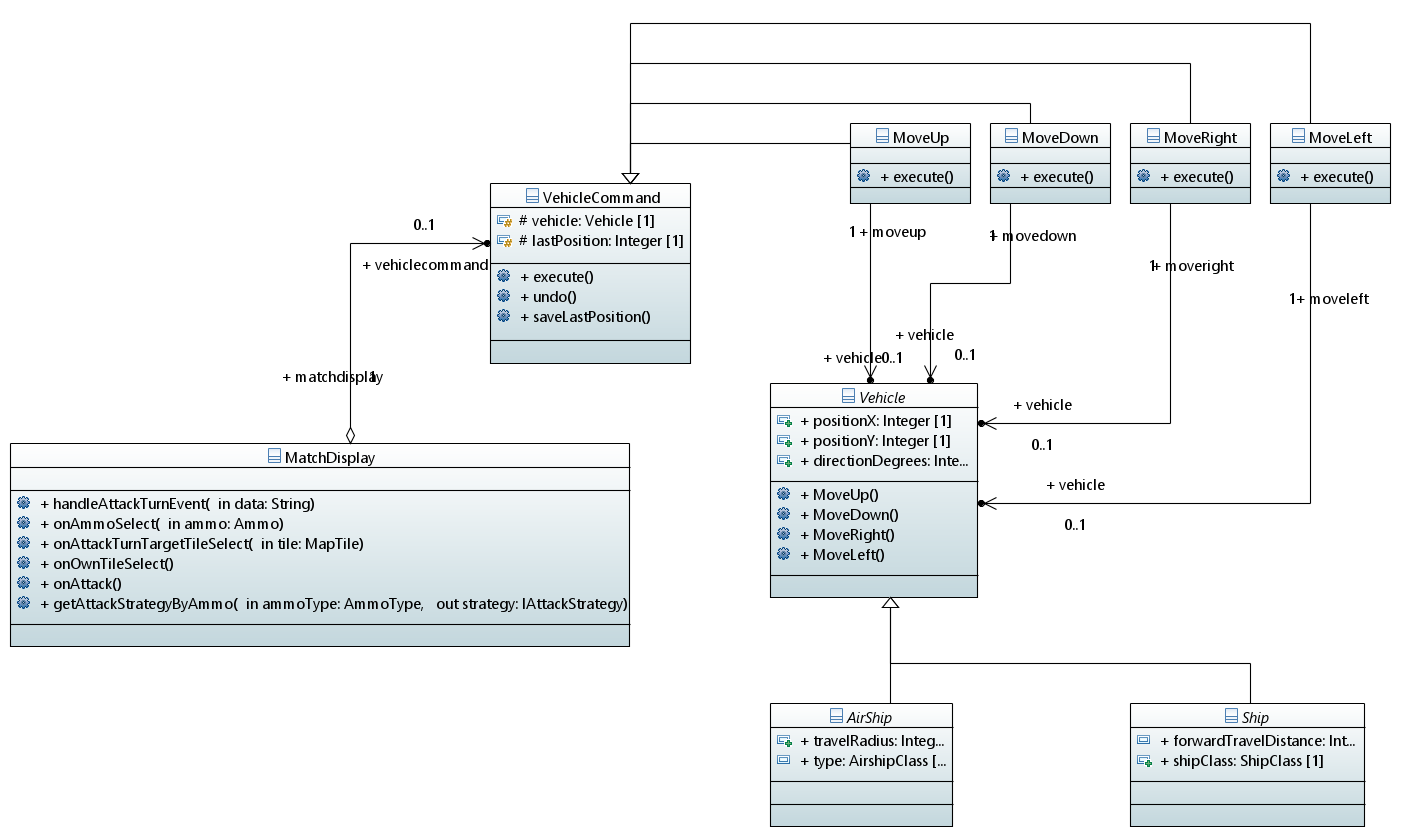 MoveUp
+ execute()
MoveDown
+ execute()
MoveRight
+ execute()
MoveLeft
+ execute()
VehicleCommand
# vehicle: Vehicle [1]
# lastPosition: Integer [1]
+ execute()
+ undo()
+ saveLastPosition()
0..1
+ vehiclecommand
+ matchdisplay
1
1 + moveup
1 + movedown
1 + moveright
1 + moveleft
+ vehicle
0..1
+ vehicle 0..1
+ vehicle
0..1
+ vehicle
0..1
Vehicle
+ positionX: Integer [1]
+ positionY: Integer [1]
+ directionDegrees: Inte...
+ MoveUp()
+ MoveDown()
+ MoveRight()
+ MoveLeft()
MatchDisplay
+ handleAttackTurnEvent( in data: String)
+ onAmmoSelect( in ammo: Ammo)
+ onAttackTurnTargetTileSelect( in tile: MapTile)
+ onOwnTileSelect()
+ onAttack()
+ getAttackStrategyByAmmo( in ammoType: AmmoType, out strategy: IAttackStrategy)
AirShip
+ travelRadius: Integ...
+ type: AirshipClass [...
Ship
+ forwardTravelDistance: Int...
+ shipClass: ShipClass [1]